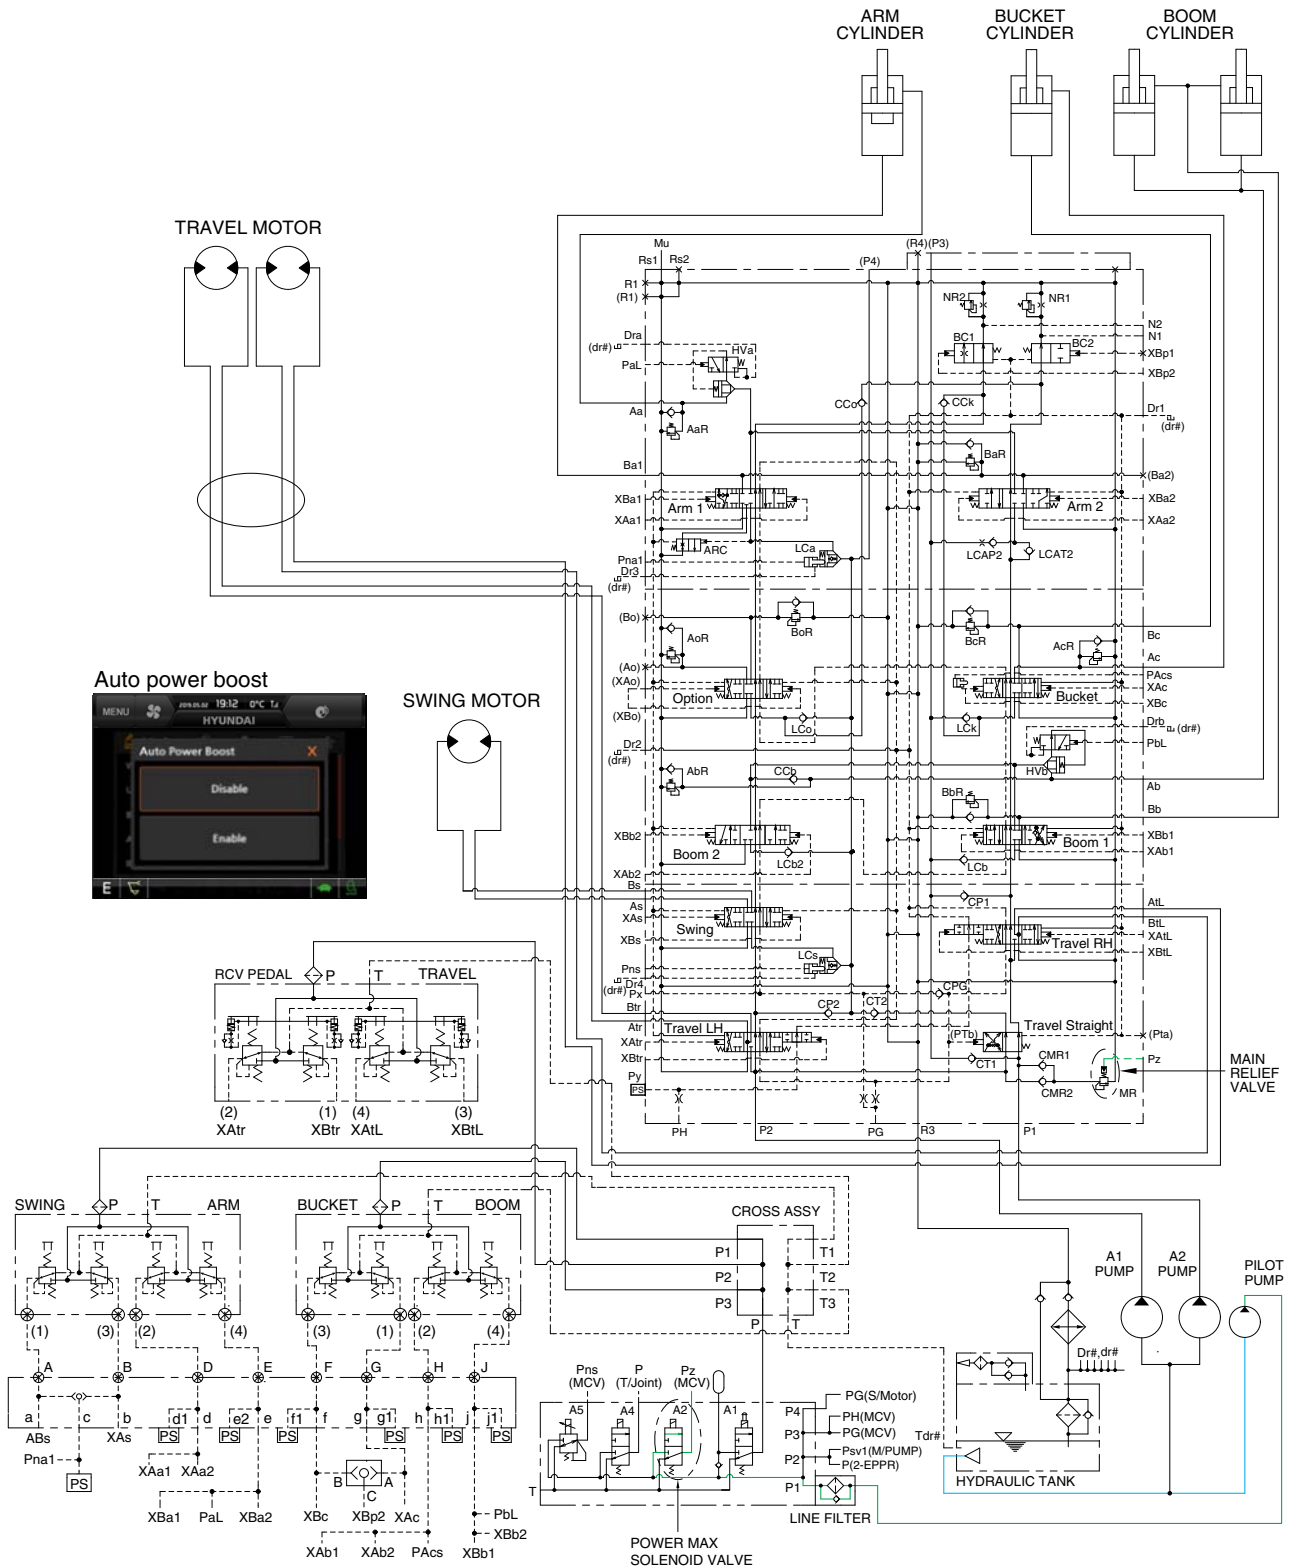 ARM
CYLINDER
BUCKET
CYLINDER
BOOM
CYLINDER
TRAVEL MOTOR
Mu
Rs1
Rs2
(P4)
(R4)(P3)
R1
(R1)
NR2
NR1
Dra
(dr#)
HVa
PaL
BC1
BC2
N2
N1
XBp1
XBp2
CCo
CCk
Aa
AaR
Dr1
(dr#)
BaR
Ba1
(Ba2)
XBa1
Arm 1
XAa1
Arm 2
XBa2
XAa2
ARC
LCa
LCAP2
LCAT2
Pna1
Dr3
(dr#)
(Bo)
BoR
AoR
BcR
AcR
Bc
Ac
(Ao)
(XAo)
Option
(XBo)
LCo
PAcs
XAc
XBc
Bucket
LCk
Drb
(dr#)
PbL
HVb
Dr2
(dr#)
AbR
CCb
Ab
BbR
Bb
XBb2
Boom 2
XAb2
LCb2
Boom 1
XBb1
XAb1
LCb
Bs
As
XAs
Swing
XBs
CP1
AtL
BtL
XAtL
XBtL
Travel RH
LCs
Pns
Dr4
(dr#)
Px
Btr
CPG
CP2
CT2
Atr
Travel LH
XAtr
XBtr
Travel Straight
(PTb)
(Pta)
CT1
CMR1
CMR2
Pz
MR
MAIN
RELIEF
VALVE
Py
PS
PH
P2
PG
R3
P1
Auto power boost
MENU
19:12
0°C
HYUNDAI
Auto Power Boost
X
Disable
Enable
E
SWING MOTOR
RCV PEDAL
P
T
TRAVEL
(2)
(1)
(4)
(3)
XAtr
XBtr
XAtL
XBtL
SWING
P
T
ARM
BUCKET
P
T
BOOM
(1)
(3)
(2)
(4)
(3)
(1)
(2)
(4)
A
B
D
E
F
G
H
J
a
c
b
d1
d
e2
e
f1
f
g
g1
h
h1
j
j1
ABs
XAs
PS
PS
PS
PS
PS
PS
Pna1
PS
XAa1
XAa2
XBa1
PaL
XBa2
B
A
C
XBc
XBp2
XAc
XAb1
XAb2
PAcs
XBb1
PbL
XBb2
CROSS ASSY
P1
T1
P2
T2
P3
T3
P
T
Pns
(MCV)
P
(T/Joint)
Pz
(MCV)
A5
A4
A2
A1
P4
P3
P2
P1
T
PG(S/Motor)
PH(MCV)
PG(MCV)
Psv1(M/PUMP)
P(2-EPPR)
LINE FILTER
POWER MAX
SOLENOID VALVE
A1
PUMP
A2
PUMP
PILOT
PUMP
Dr#,dr#
Tdr#
HYDRAULIC TANK